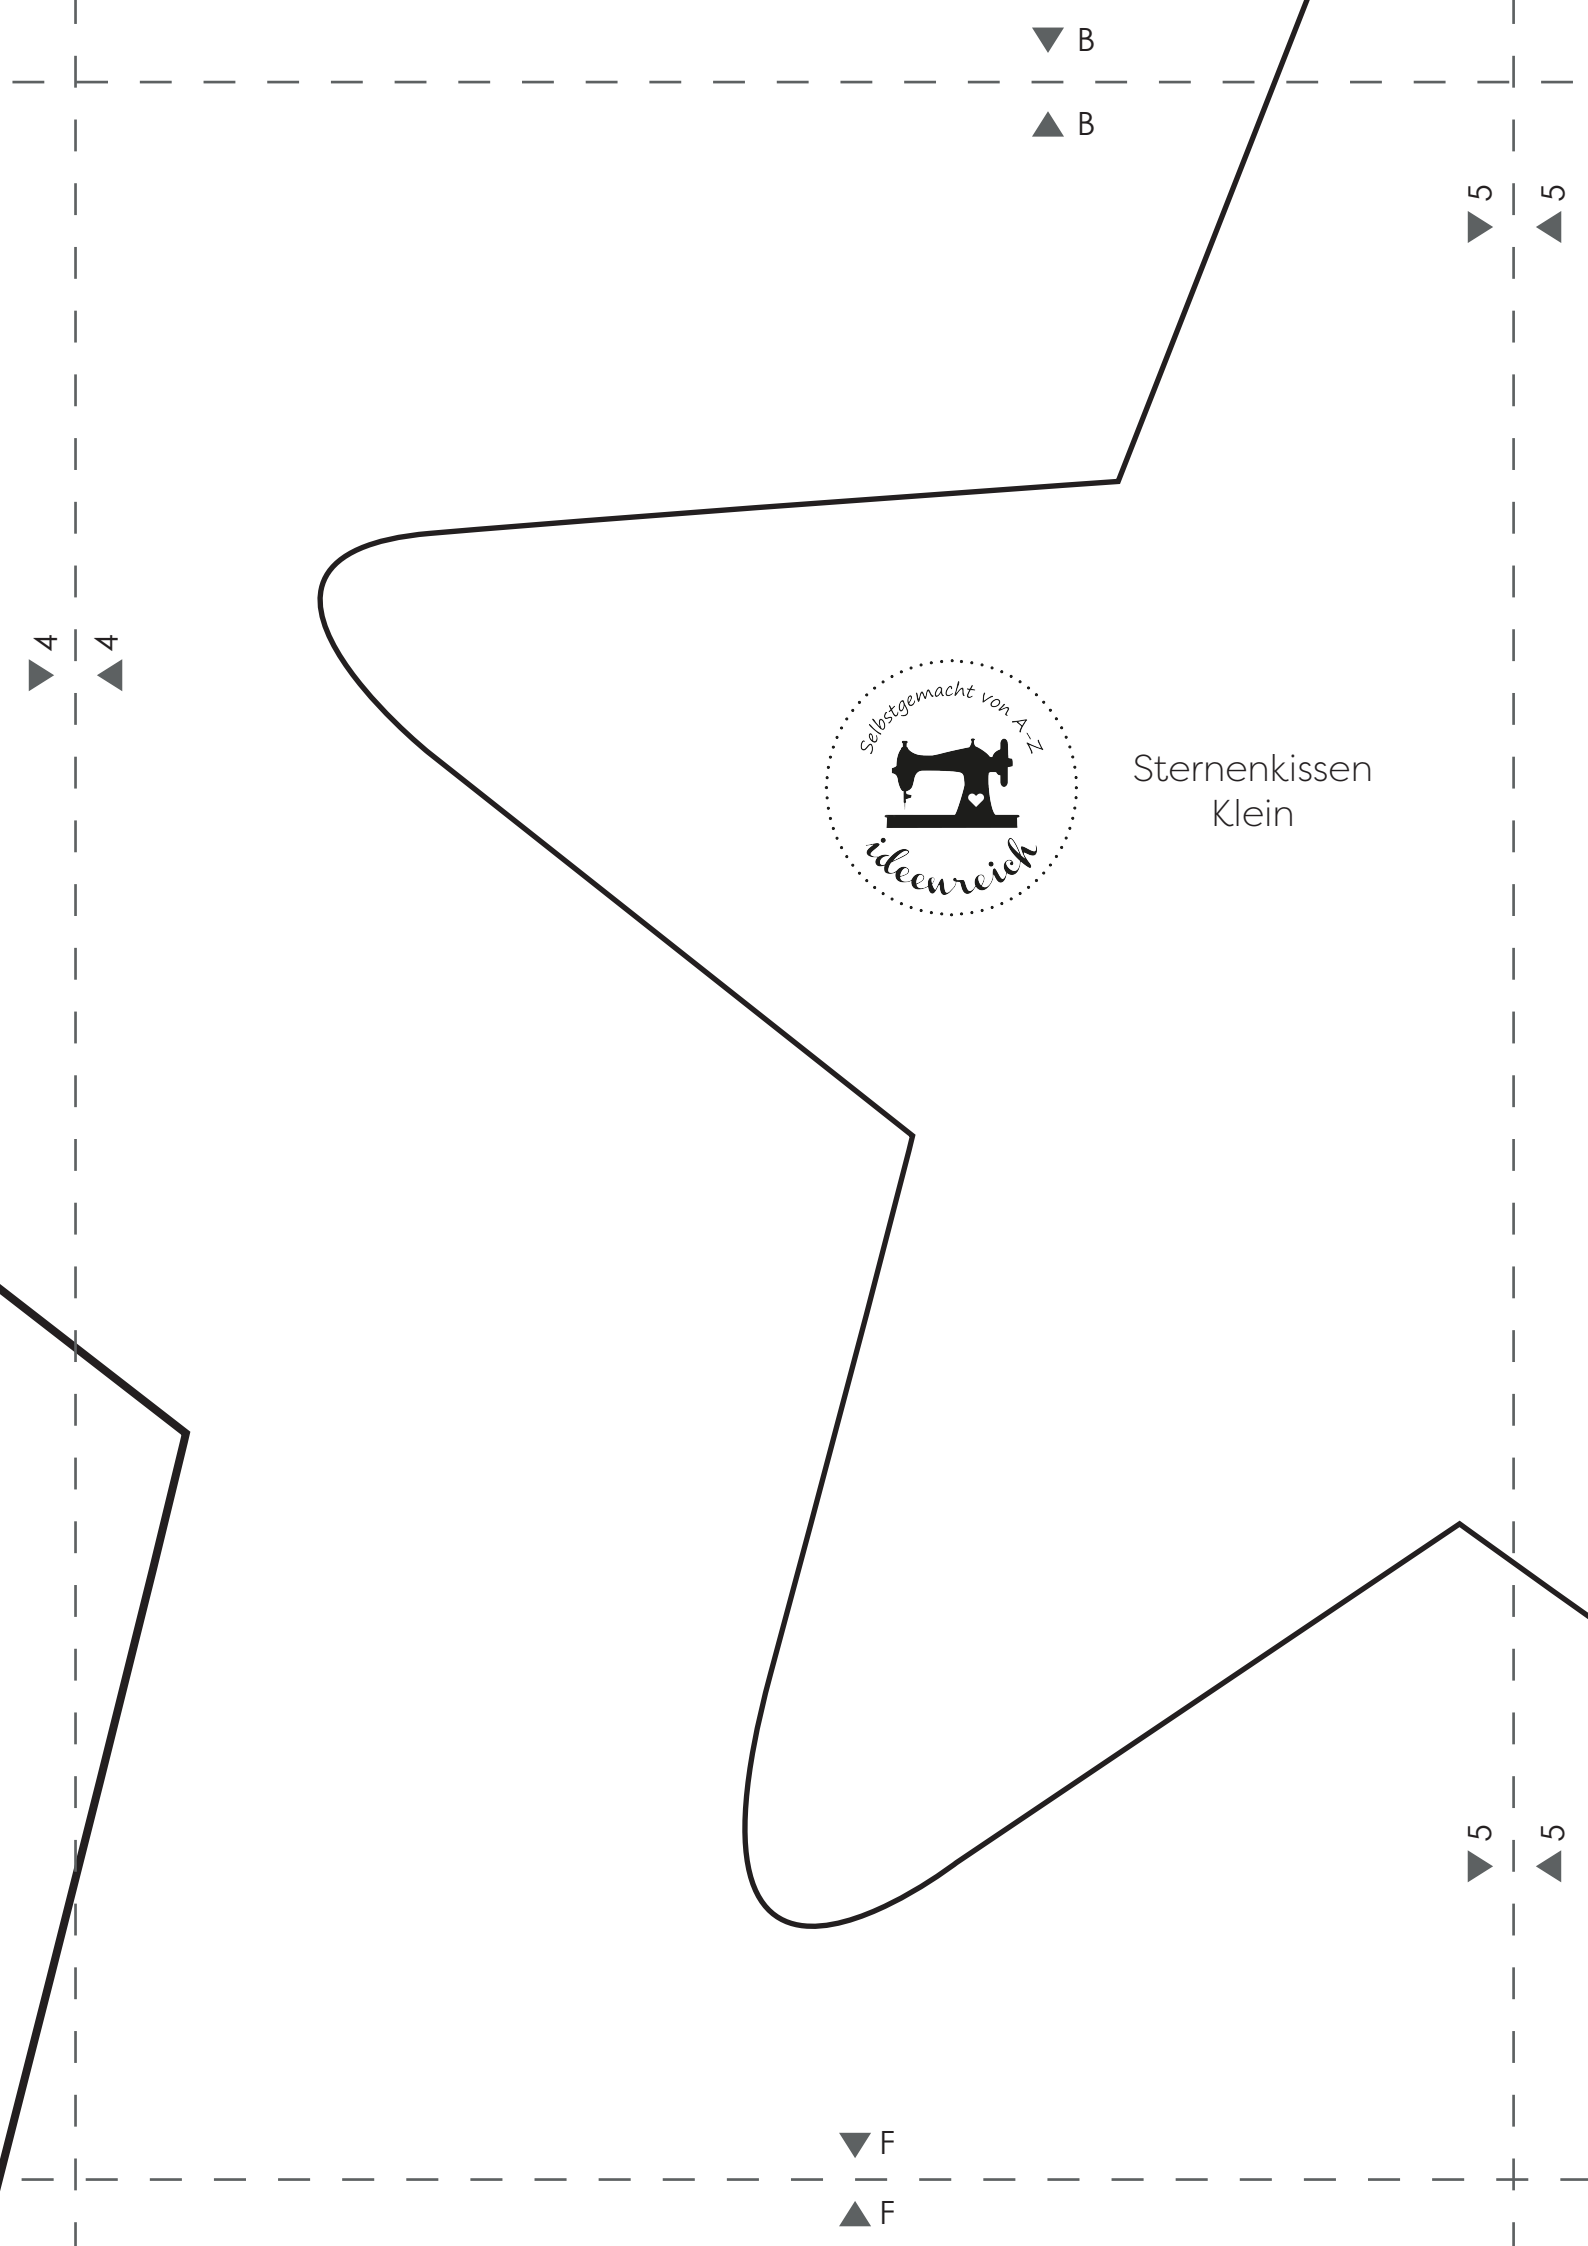 B
B
5 5
4 4
Selbstgemacht von A-Z
ideenreich
Sternenkissen
Klein
5 5
F
F